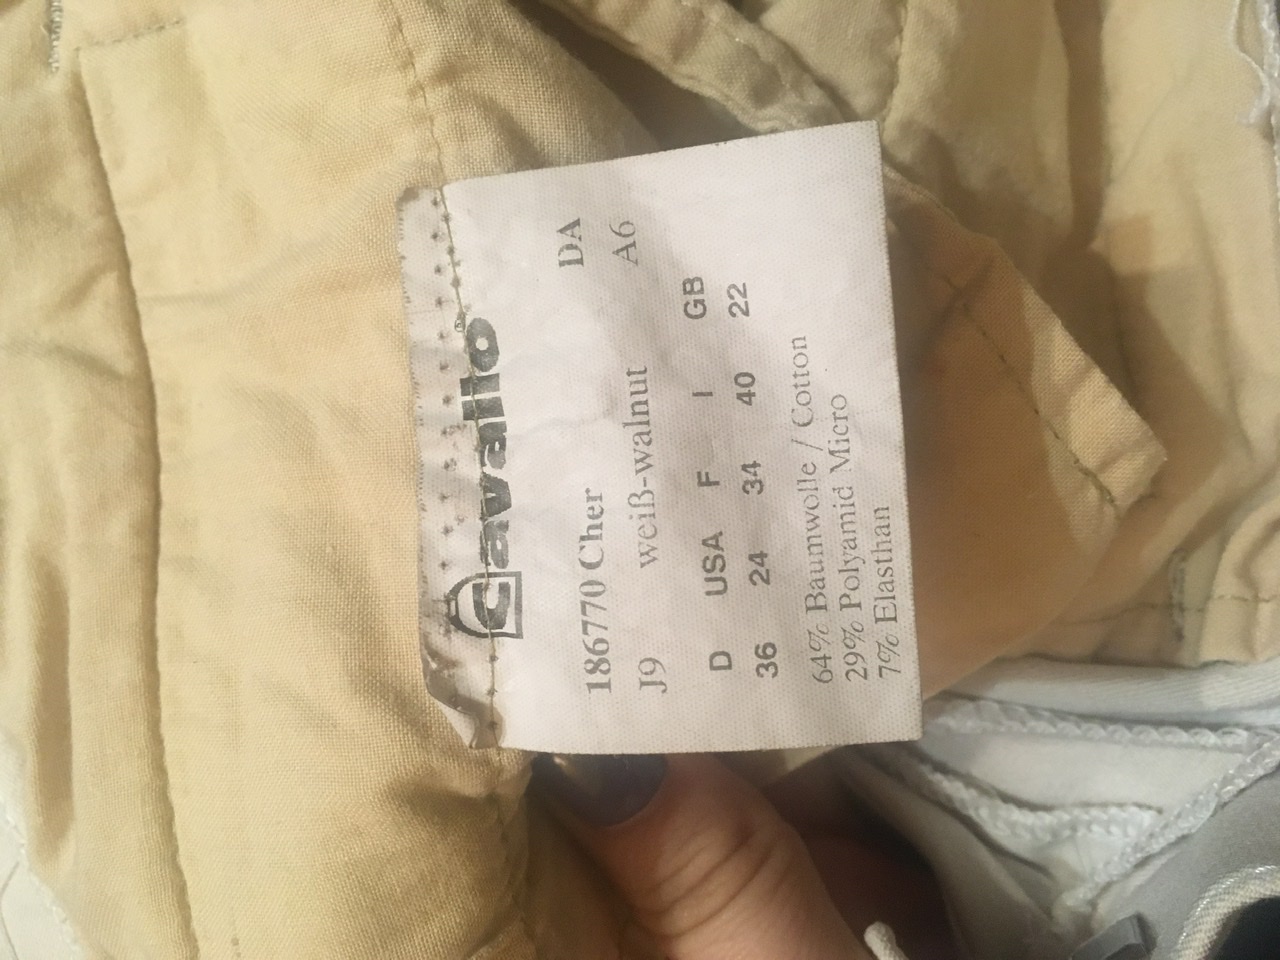 Cavallo®
186770 Cher DA
J9 weiß-walnut A6
D USA F I GB
36 24 34 40 22
64% Baumwolle / Cotton
29% Polyamid Micro
7% Elasthan